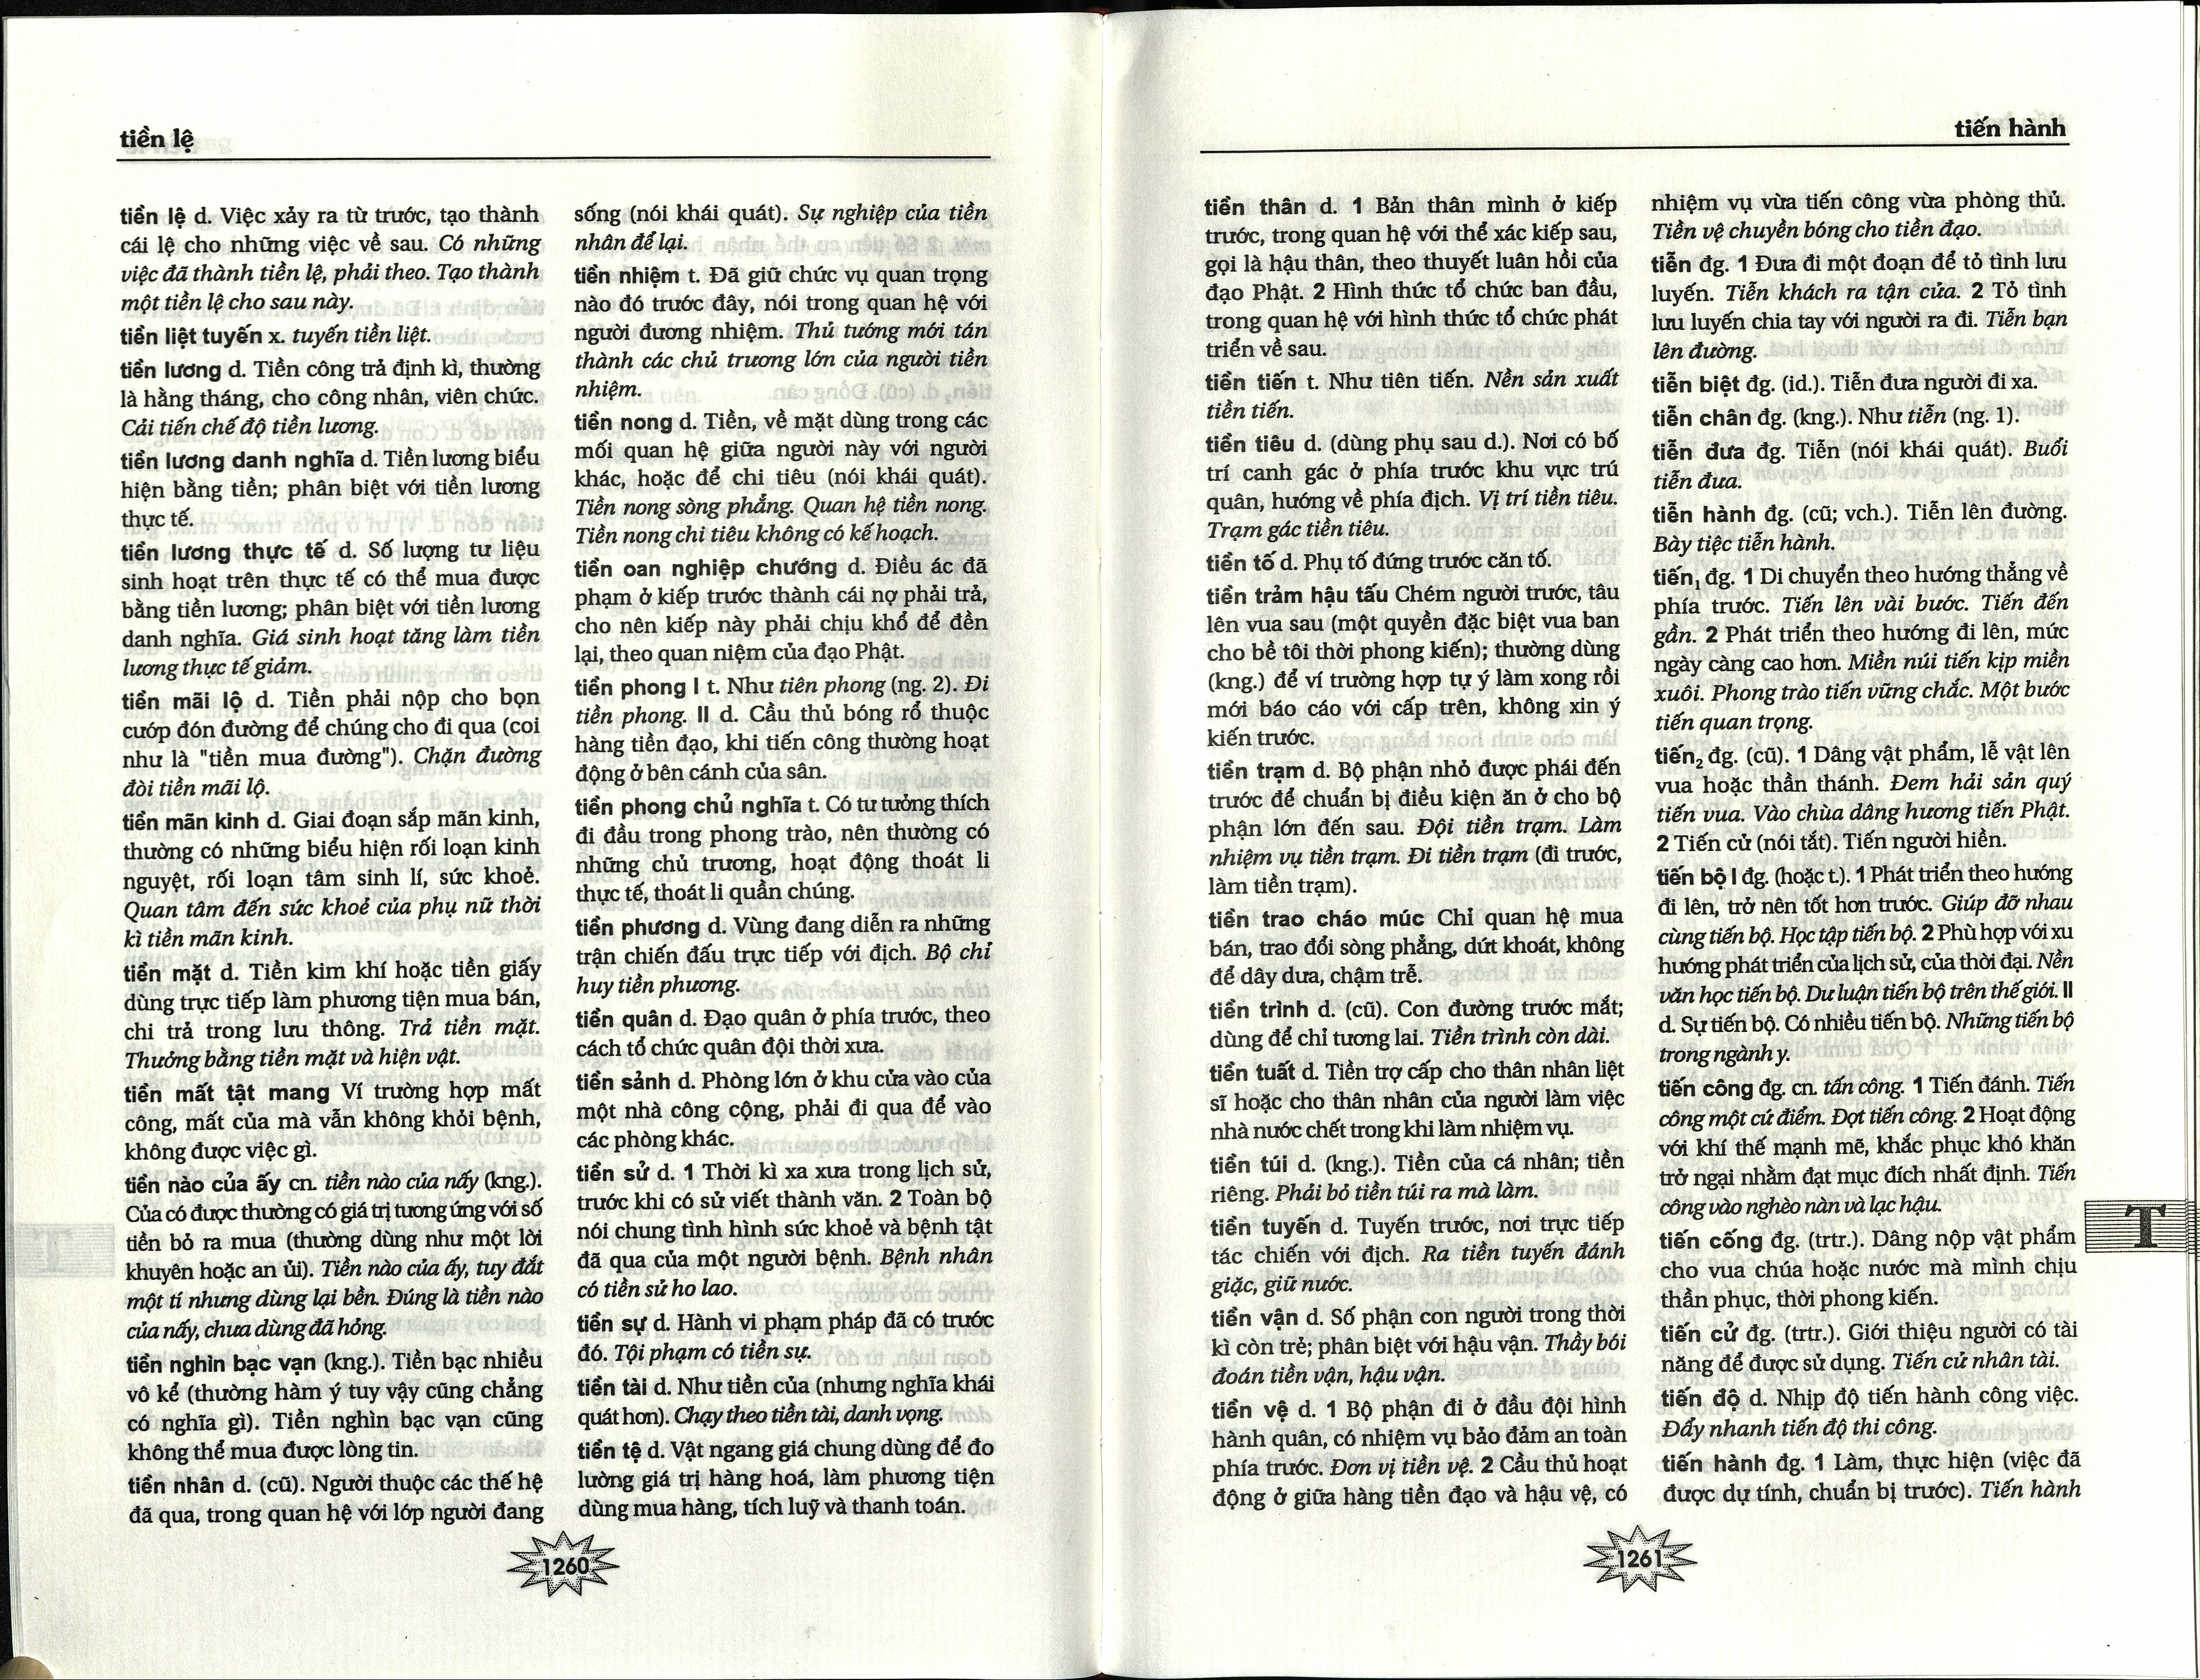 tiền lệ
tiền lệ d. Việc xảy ra từ trước, tạo thành
cái lệ cho những việc về sau. Có những
việc đã thành tiền lệ, phải theo. Tạo thành
một tiền lệ cho sau này.
tiền liệt tuyến x. tuyến tiền liệt.
tiền lương d. Tiền công trả định kì, thường
là hằng tháng, cho công nhân, viên chức.
Cải tiến chế độ tiền lương.
tiền lương danh nghĩa d. Tiền lương biểu
hiện bằng tiền; phân biệt với tiền lương
thực tế.
tiền lương thực tế d. Số lượng tư liệu
sinh hoạt trên thực tế có thể mua được
bằng tiền lương; phân biệt với tiền lương
danh nghĩa. Giá sinh hoạt tăng làm tiền
lương thực tế giảm.
tiền mãi lộ d. Tiền phải nộp cho bọn
cướp đón đường để chúng cho đi qua (coi
như là "tiền mua đường"). Chặn đường
đòi tiền mãi lộ.
tiền mãn kinh d. Giai đoạn sắp mãn kinh,
thường có những biểu hiện rối loạn kinh
nguyệt, rối loạn tâm sinh lí, sức khoẻ.
Quan tâm đến sức khoẻ của phụ nữ thời
kì tiền mãn kinh.
tiền mặt d. Tiền kim khí hoặc tiền giấy
dùng trực tiếp làm phương tiện mua bán,
chi trả trong lưu thông. Trả tiền mặt.
Thưởng bằng tiền mặt và hiện vật.
tiền mất tật mang Ví trường hợp mất
công, mất của mà vẫn không khỏi bệnh,
không được việc gì.
tiền nào của ấy cn. tiền nào của nấy (kng.).
Của có được thường có giá trị tương ứng với số
tiền bỏ ra mua (thường dùng như một lời
khuyên hoặc an ủi). Tiền nào của ấy, tuy đắt
một tí nhưng dùng lại bền. Đúng là tiền nào
của nấy, chưa dùng đã hỏng.
tiền nghìn bạc vạn (kng.). Tiền bạc nhiều
vô kể (thường hàm ý tuy vậy cũng chẳng
có nghĩa gì). Tiền nghìn bạc vạn cũng
không thể mua được lòng tin.
tiền nhân d. (cũ). Người thuộc các thế hệ
đã qua, trong quan hệ với lớp người đang
sống (nói khái quát). Sự nghiệp của tiền
nhân để lại.
tiền nhiệm t. Đã giữ chức vụ quan trọng
nào đó trước đây, nói trong quan hệ với
người đương nhiệm. Thủ tướng mới tán
thành các chủ trương lớn của người tiền
nhiệm.
tiền nong d. Tiền, về mặt dùng trong các
mối quan hệ giữa người này với người
khác, hoặc để chi tiêu (nói khái quát).
Tiền nong sòng phẳng. Quan hệ tiền nong.
Tiền nong chi tiêu không có kế hoạch.
tiền oan nghiệp chướng d. Điều ác đã
phạm ở kiếp trước thành cái nợ phải trả,
cho nên kiếp này phải chịu khổ để đền
lại, theo quan niệm của đạo Phật.
tiền phong I t. Như tiên phong (ng. 2). Đi
tiền phong. II d. Cầu thủ bóng rổ thuộc
hàng tiền đạo, khi tiến công thường hoạt
động ở bên cánh của sân.
tiền phong chủ nghĩa t. Có tư tưởng thích
đi đầu trong phong trào, nên thường có
những chủ trương, hoạt động thoát li
thực tế, thoát li quần chúng.
tiền phương d. Vùng đang diễn ra những
trận chiến đấu trực tiếp với địch. Bộ chỉ
huy tiền phương.
tiền quân d. Đạo quân ở phía trước, theo
cách tổ chức quân đội thời xưa.
tiền sảnh d. Phòng lớn ở khu cửa vào của
một nhà công cộng, phải đi qua để vào
các phòng khác.
tiền sử d. 1 Thời kì xa xưa trong lịch sử,
trước khi có sử viết thành văn. 2 Toàn bộ
nói chung tình hình sức khoẻ và bệnh tật
đã qua của một người bệnh. Bệnh nhân
có tiền sử ho lao.
tiền sự d. Hành vi phạm pháp đã có trước
đó. Tội phạm có tiền sự.
tiền tài d. Như tiền của (nhưng nghĩa khái
quát hơn). Chạy theo tiền tài, danh vọng.
tiền tệ d. Vật ngang giá chung dùng để đo
lường giá trị hàng hoá, làm phương tiện
dùng mua hàng, tích luỹ và thanh toán.
1260
tiến hành
tiền thân d. 1 Bản thân mình ở kiếp
trước, trong quan hệ với thể xác kiếp sau,
gọi là hậu thân, theo thuyết luân hồi của
đạo Phật. 2 Hình thức tổ chức ban đầu,
trong quan hệ với hình thức tổ chức phát
triển về sau.
tiền tiến t. Như tiên tiến. Nền sản xuất
tiền tiến.
tiền tiêu d. (dùng phụ sau d.). Nơi có bố
trí canh gác ở phía trước khu vực trú
quân, hướng về phía địch. Vị trí tiền tiêu.
Trạm gác tiền tiêu.
tiền tố d. Phụ tố đứng trước căn tố.
tiền trảm hậu tấu Chém người trước, tâu
lên vua sau (một quyền đặc biệt vua ban
cho bề tôi thời phong kiến); thường dùng
(kng.) để ví trường hợp tự ý làm xong rồi
mới báo cáo với cấp trên, không xin ý
kiến trước.
tiền trạm d. Bộ phận nhỏ được phái đến
trước để chuẩn bị điều kiện ăn ở cho bộ
phận lớn đến sau. Đội tiền trạm. Làm
nhiệm vụ tiền trạm. Đi tiền trạm (đi trước,
làm tiền trạm).
tiền trao cháo múc Chỉ quan hệ mua
bán, trao đổi sòng phẳng, dứt khoát, không
để dây dưa, chậm trễ.
tiền trình d. (cũ). Con đường trước mắt;
dùng để chỉ tương lai. Tiền trình còn dài.
tiền tuất d. Tiền trợ cấp cho thân nhân liệt
sĩ hoặc cho thân nhân của người làm việc
nhà nước chết trong khi làm nhiệm vụ.
tiền túi d. (kng.). Tiền của cá nhân; tiền
riêng. Phải bỏ tiền túi ra mà làm.
tiền tuyến d. Tuyến trước, nơi trực tiếp
tác chiến với địch. Ra tiền tuyến đánh
giặc, giữ nước.
tiền vận d. Số phận con người trong thời
kì còn trẻ; phân biệt với hậu vận. Thầy bói
đoán tiền vận, hậu vận.
tiền vệ d. 1 Bộ phận đi ở đầu đội hình
hành quân, có nhiệm vụ bảo đảm an toàn
phía trước. Đơn vị tiền vệ. 2 Cầu thủ hoạt
động ở giữa hàng tiền đạo và hậu vệ, có
nhiệm vụ vừa tiến công vừa phòng thủ.
Tiền vệ chuyền bóng cho tiền đạo.
tiễn đg. 1 Đưa đi một đoạn để tỏ tình lưu
luyến. Tiễn khách ra tận cửa. 2 Tỏ tình
lưu luyến chia tay với người ra đi. Tiễn bạn
lên đường.
tiễn biệt đg. (id.). Tiễn đưa người đi xa.
tiễn chân đg. (kng.). Như tiễn (ng. 1).
tiễn đưa đg. Tiễn (nói khái quát). Buổi
tiễn đưa.
tiễn hành đg. (cũ; vch.). Tiễn lên đường.
Bày tiệc tiễn hành.
tiến₁ đg. 1 Di chuyển theo hướng thẳng về
phía trước. Tiến lên vài bước. Tiến đến
gần. 2 Phát triển theo hướng đi lên, mức
ngày càng cao hơn. Miền núi tiến kịp miền
xuôi. Phong trào tiến vững chắc. Một bước
tiến quan trọng.
tiến₂ đg. (cũ). 1 Dâng vật phẩm, lễ vật lên
vua hoặc thần thánh. Đem hải sản quý
tiến vua. Vào chùa dâng hương tiến Phật.
2 Tiến cử (nói tắt). Tiến người hiền.
tiến bộ I đg. (hoặc t.). 1 Phát triển theo hướng
đi lên, trở nên tốt hơn trước. Giúp đỡ nhau
cùng tiến bộ. Học tập tiến bộ. 2 Phù hợp với xu
hướng phát triển của lịch sử, của thời đại. Nền
văn học tiến bộ. Dư luận tiến bộ trên thế giới. II
d. Sự tiến bộ. Có nhiều tiến bộ. Những tiến bộ
trong ngành y.
tiến công đg. cn. tấn công. 1 Tiến đánh. Tiến
công một cứ điểm. Đợt tiến công. 2 Hoạt động
với khí thế mạnh mẽ, khắc phục khó khăn
trở ngại nhằm đạt mục đích nhất định. Tiến
công vào nghèo nàn và lạc hậu.
tiến cống đg. (trtr.). Dâng nộp vật phẩm
cho vua chúa hoặc nước mà mình chịu
thần phục, thời phong kiến.
tiến cử đg. (trtr.). Giới thiệu người có tài
năng để được sử dụng. Tiến cử nhân tài.
tiến độ d. Nhịp độ tiến hành công việc.
Đẩy nhanh tiến độ thi công.
tiến hành đg. 1 Làm, thực hiện (việc đã
được dự tính, chuẩn bị trước). Tiến hành
T
1261